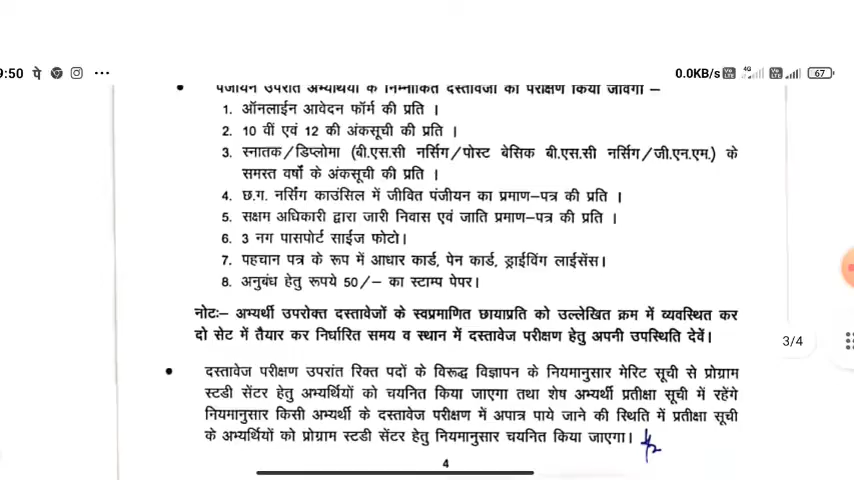 9:50 पे ... 0.0KB/s 4G 67
• पंजीयन उपरांत अभ्यर्थियों के निम्नांकित दस्तावेजों का परीक्षण किया जावेगा –
1. ऑनलाईन आवेदन फॉर्म की प्रति ।
2. 10 वीं एवं 12 की अंकसूची की प्रति ।
3. स्नातक/डिप्लोमा (बी.एस.सी नर्सिग/पोस्ट बेसिक बी.एस.सी नर्सिग/जी.एन.एम.) के
समस्त वर्षों के अंकसूची की प्रति ।
4. छ.ग. नर्सिंग काउंसिल में जीवित पंजीयन का प्रमाण–पत्र की प्रति ।
5. सक्षम अधिकारी द्वारा जारी निवास एवं जाति प्रमाण–पत्र की प्रति ।
6. 3 नग पासपोर्ट साईज फोटो।
7. पहचान पत्र के रूप में आधार कार्ड, पेन कार्ड, ड्राईविंग लाईसेंस।
8. अनुबंध हेतु रूपये 50/– का स्टाम्प पेपर।
नोटः– अभ्यर्थी उपरोक्त दस्तावेजों के स्वप्रमाणित छायाप्रति को उल्लेखित क्रम में व्यवस्थित कर
दो सेट में तैयार कर निर्धारित समय व स्थान में दस्तावेज परीक्षण हेतु अपनी उपस्थिति देवें।
3/4
• दस्तावेज परीक्षण उपरांत रिक्त पदों के विरूद्ध विज्ञापन के नियमानुसार मेरिट सूची से प्रोग्राम
स्टडी सेंटर हेतु अभ्यर्थियों को चयनित किया जाएगा तथा शेष अभ्यर्थी प्रतीक्षा सूची में रहेंगे
नियमानुसार किसी अभ्यर्थी के दस्तावेज परीक्षण में अपात्र पाये जाने की स्थिति में प्रतीक्षा सूची
के अभ्यर्थियों को प्रोग्राम स्टडी सेंटर हेतु नियमानुसार चयनित किया जाएगा।
4